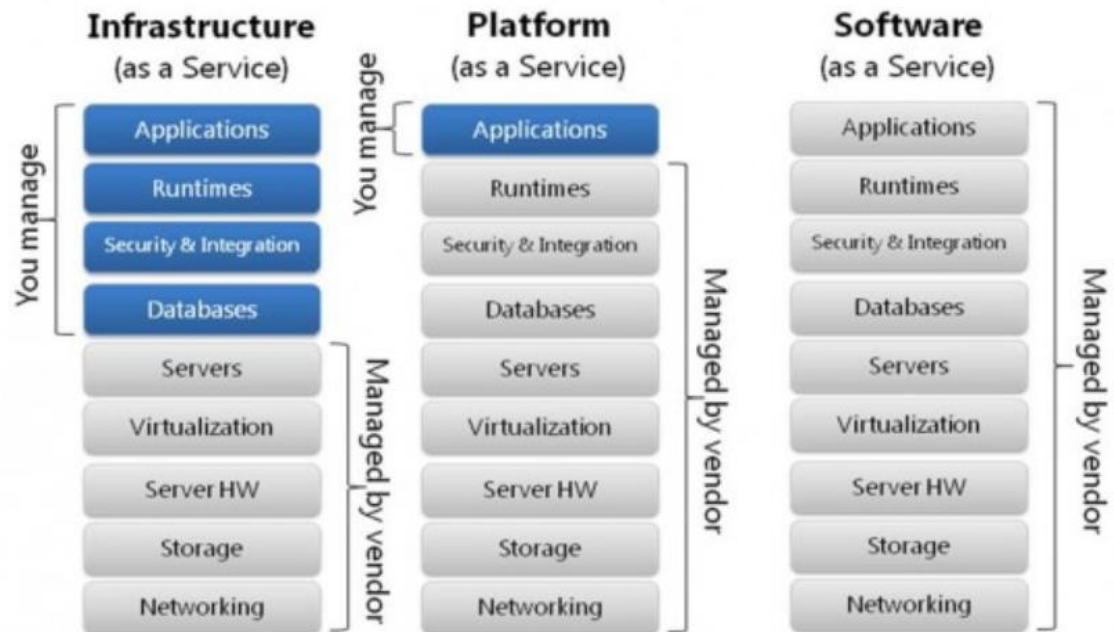 Infrastructure
(as a Service)
You manage
Applications
Runtimes
Security & Integration
Databases
Servers
Virtualization
Server HW
Storage
Networking
Managed by vendor
Platform
(as a Service)
You manage
Applications
Runtimes
Security & Integration
Databases
Servers
Virtualization
Server HW
Storage
Networking
Managed by vendor
Software
(as a Service)
Applications
Runtimes
Security & Integration
Databases
Servers
Virtualization
Server HW
Storage
Networking
Managed by vendor